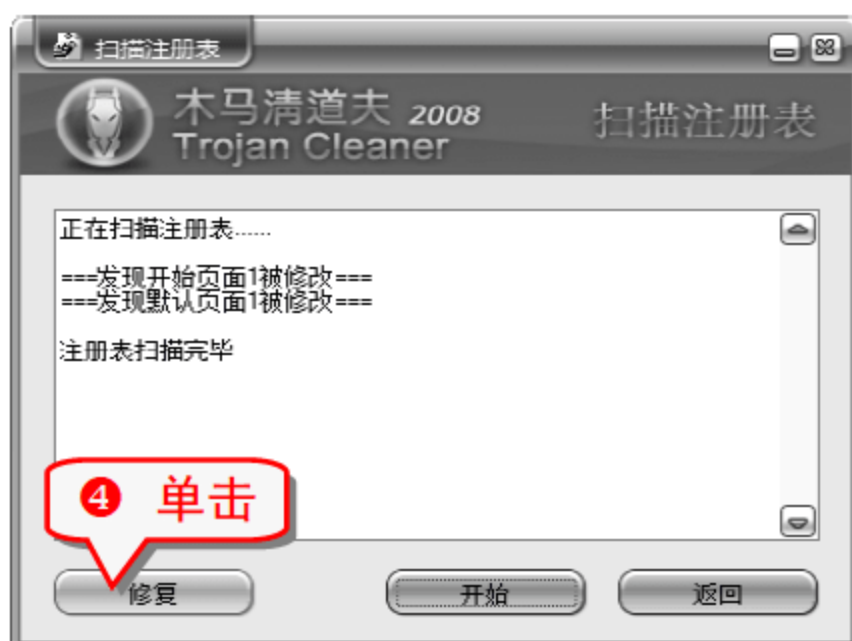 扫描注册表
木马清道夫 2008
Trojan Cleaner
扫描注册表
正在扫描注册表......
===发现开始页面1被修改===
===发现默认页面1被修改===
注册表扫描完毕
❹ 单击
修复
开始
返回